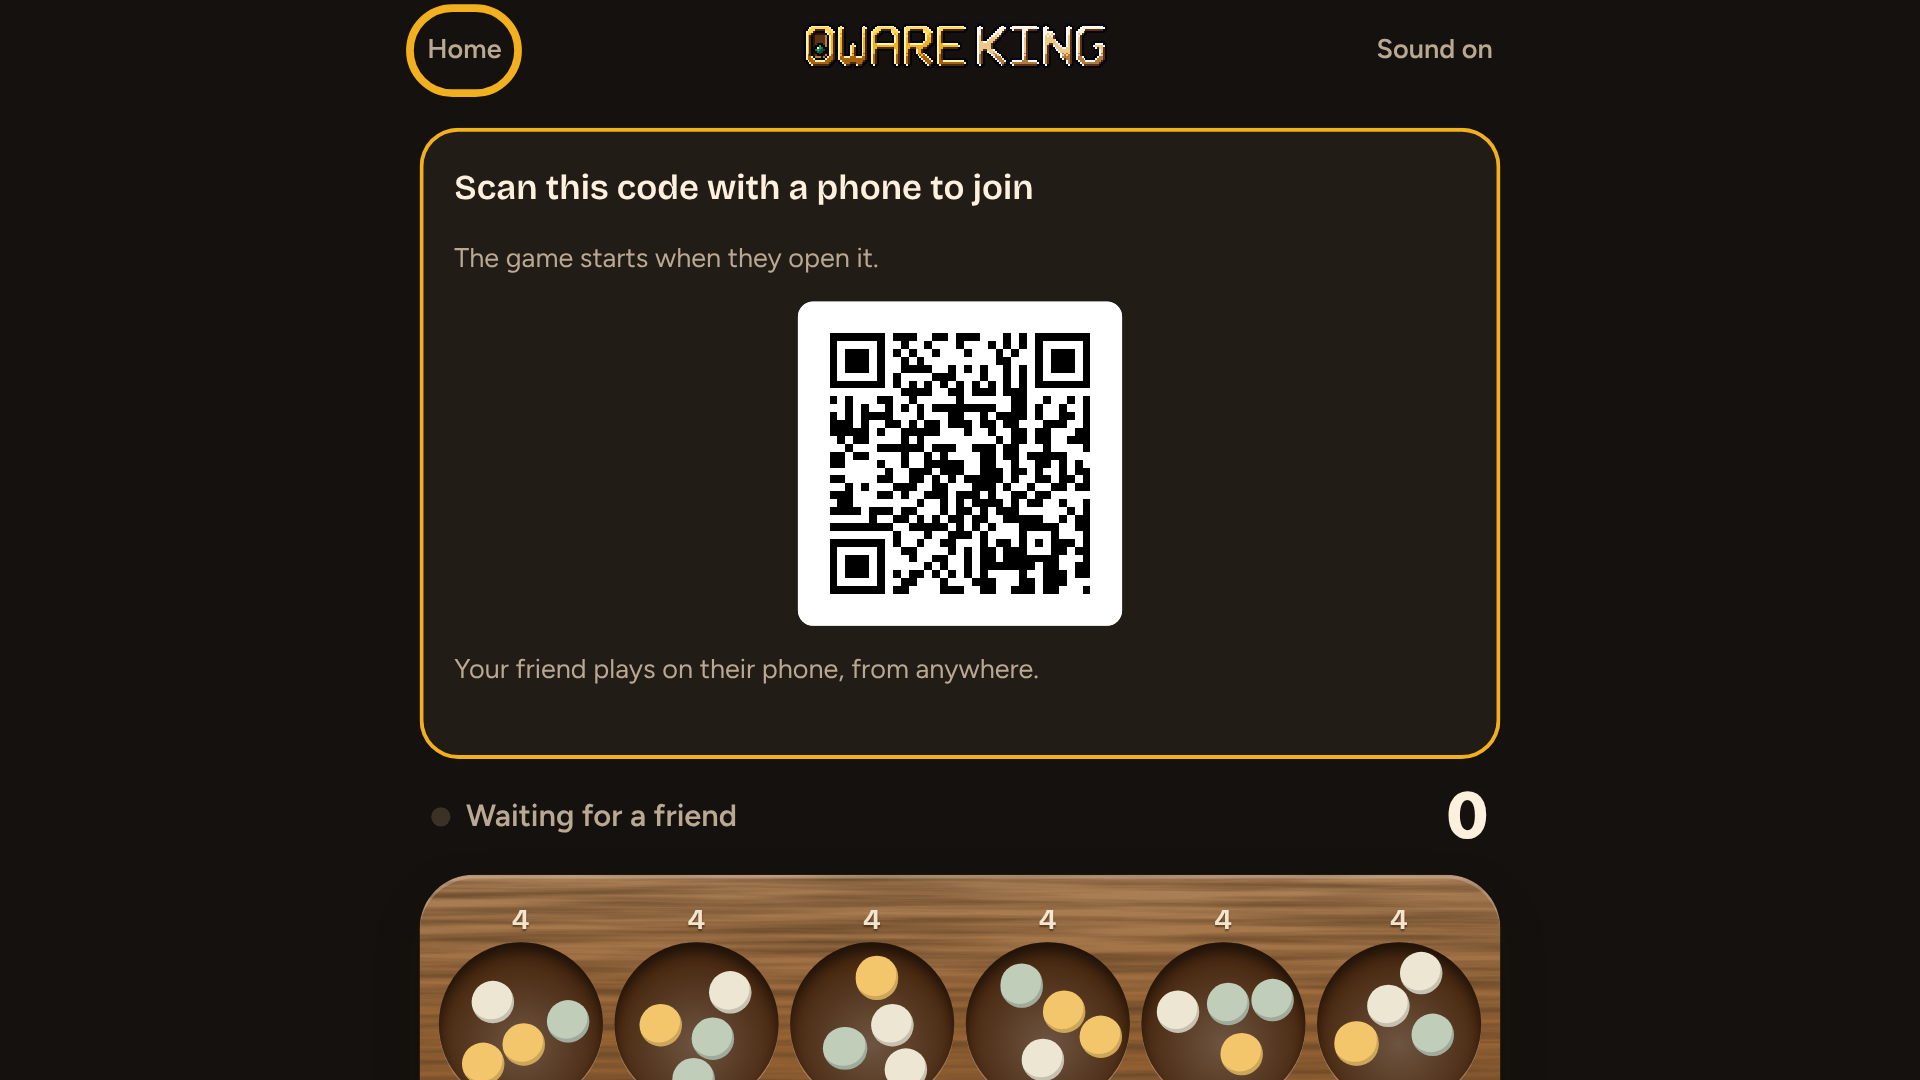 Home
OWARE KING
Sound on
Scan this code with a phone to join
The game starts when they open it.
Your friend plays on their phone, from anywhere.
Waiting for a friend
0
4 4 4 4 4 4